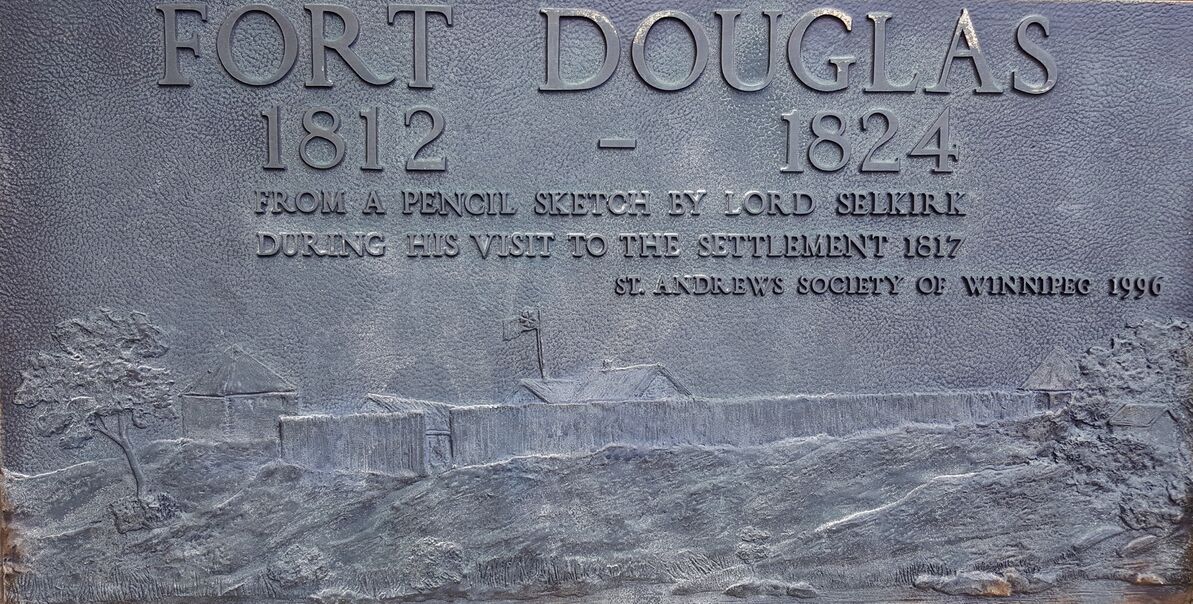 FORT DOUGLAS
1812 - 1824
FROM A PENCIL SKETCH BY LORD SELKIRK
DURING HIS VISIT TO THE SETTLEMENT 1817
ST. ANDREWS SOCIETY OF WINNIPEG 1996